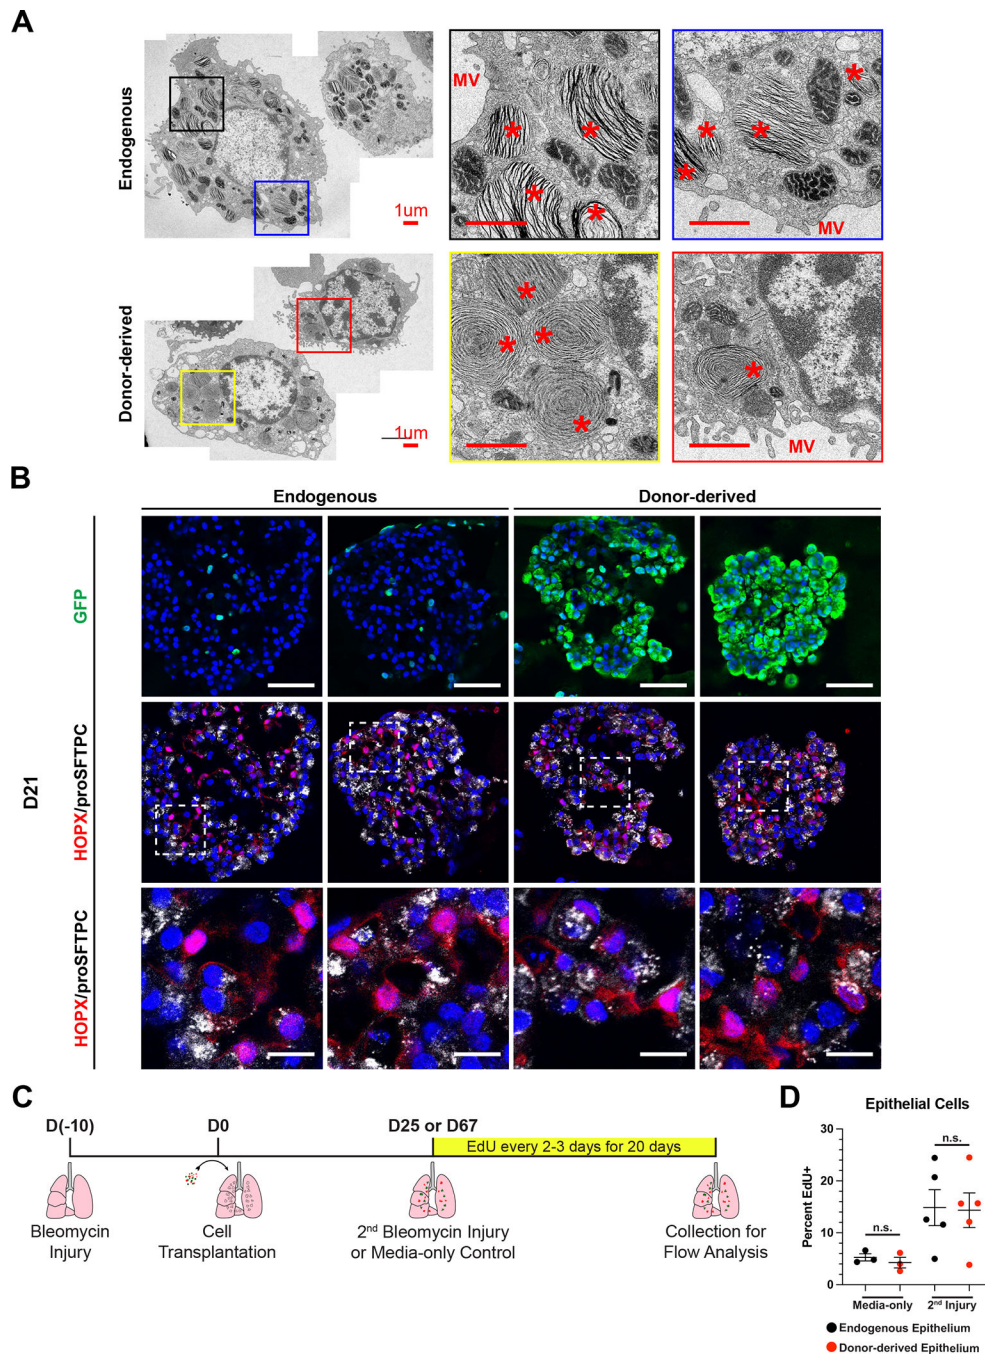 A
Endogenous
1um
MV
*
*
*
*
*
*
*
*
MV
Donor-derived
1um
*
*
*
*
*
MV
B
Endogenous
Donor-derived
D21
GFP
HOPX/proSFTPC
HOPX/proSFTPC
C
D(-10)
D0
D25 or D67
EdU every 2-3 days for 20 days
Bleomycin
Injury
Cell
Transplantation
2nd Bleomycin Injury
or Media-only Control
Collection for
Flow Analysis
D
Epithelial Cells
Percent EdU+
30
20
10
0
n.s.
n.s.
Media-only
2nd Injury
Endogenous Epithelium
Donor-derived Epithelium